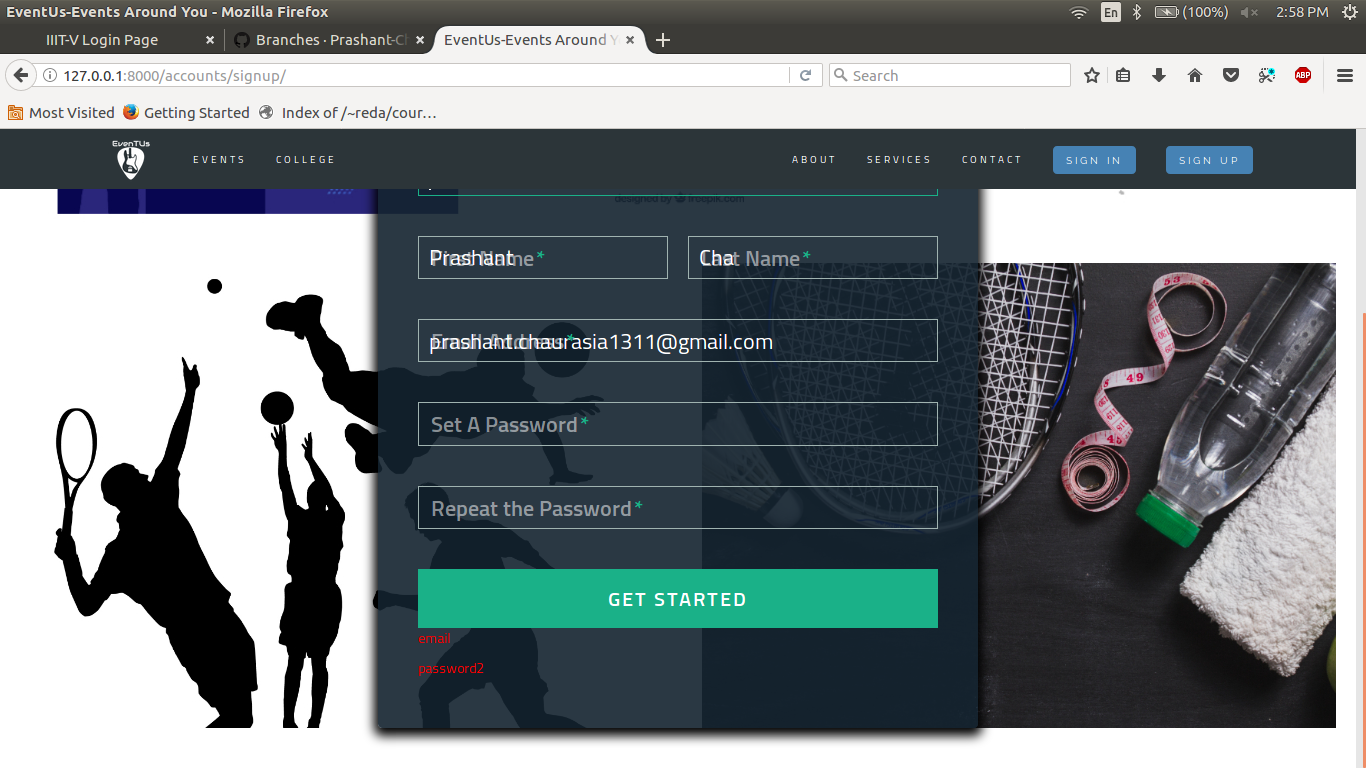 EventUs-Events Around You - Mozilla Firefox
En (100%) 2:58 PM
IIIT-V Login Page × Branches · Prashant-Ch × EventUs-Events Around Y × +
127.0.0.1:8000/accounts/signup/ Search ABP
Most Visited Getting Started Index of /~reda/cour…
EvenTUs EVENTS COLLEGE ABOUT SERVICES CONTACT SIGN IN SIGN UP
designed by freepik.com
Prashant First Name* Cha Last Name*
prashant.chaurasia1311@gmail.com Email Address*
Set A Password*
Repeat the Password*
GET STARTED
email
password2